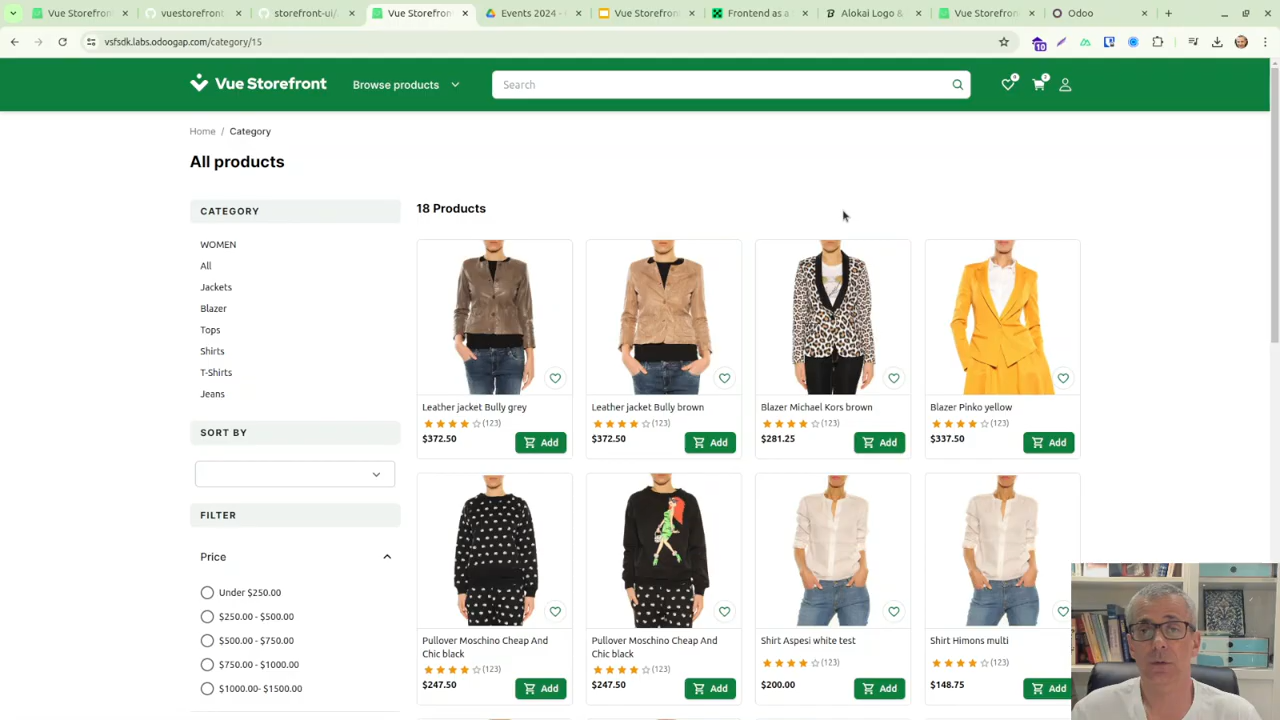 Vue Storefron
vuestorefront
storefront-ui/
Vue Storefron
Events 2024 -
Vue Storefron
Frontend as a
Alokai Logo &
Vue Storefron
Odoo
vsfsdk.labs.odoogap.com/category/15
10
Vue Storefront
Browse products
Search
Home / Category
All products
CATEGORY
WOMEN
All
Jackets
Blazer
Tops
Shirts
T-Shirts
Jeans
SORT BY
FILTER
Price
Under $250.00
$250.00 - $500.00
$500.00 - $750.00
$750.00 - $1000.00
$1000.00- $1500.00
18 Products
Leather jacket Bully grey
(123)
$372.50
Add
Leather jacket Bully brown
(123)
$372.50
Add
Blazer Michael Kors brown
(123)
$281.25
Add
Blazer Pinko yellow
(123)
$337.50
Add
Pullover Moschino Cheap And
Chic black
(123)
$247.50
Add
Pullover Moschino Cheap And
Chic black
(123)
$247.50
Add
Shirt Aspesi white test
(123)
$200.00
Add
Shirt Himons multi
(123)
$148.75
Add